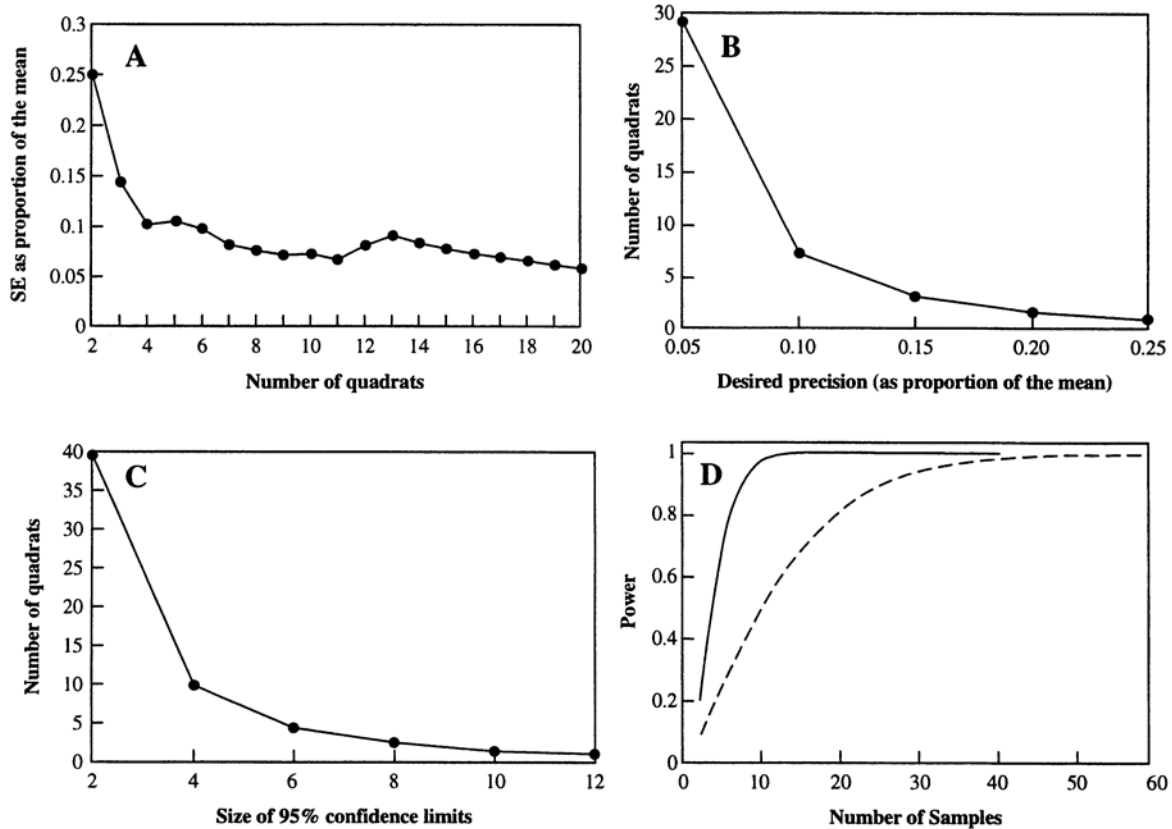 A
SE as proportion of the mean
0.3
0.25
0.2
0.15
0.1
0.05
0
2 4 6 8 10 12 14 16 18 20
Number of quadrats
B
Number of quadrats
30
25
20
15
10
5
0
0.05 0.10 0.15 0.20 0.25
Desired precision (as proportion of the mean)
C
Number of quadrats
40
35
30
25
20
15
10
5
0
2 4 6 8 10 12
Size of 95% confidence limits
D
Power
1
0.8
0.6
0.4
0.2
0
0 10 20 30 40 50 60
Number of Samples